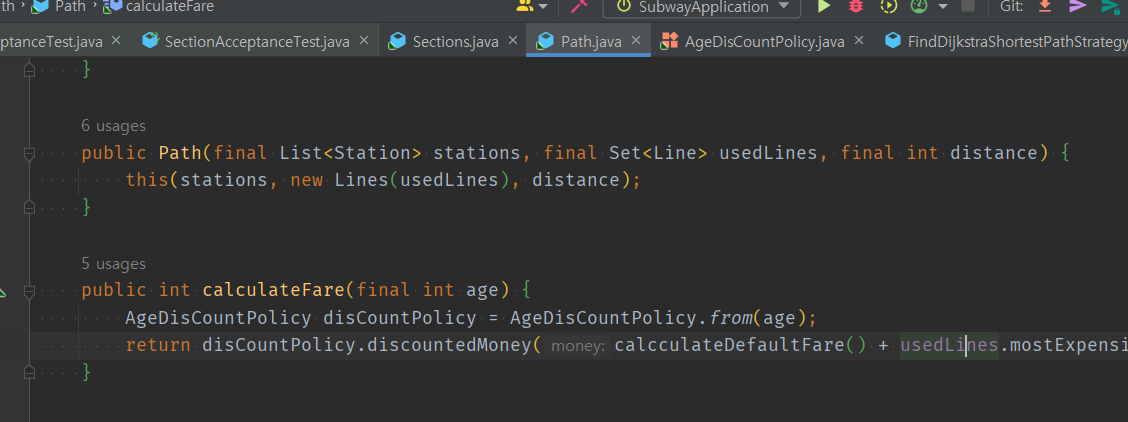 th › Path › calculateFare SubwayApplication Git:
ptanceTest.java × SectionAcceptanceTest.java × Sections.java × Path.java × AgeDisCountPolicy.java × FindDijkstraShortestPathStrategy
}
6 usages
public Path(final List<Station> stations, final Set<Line> usedLines, final int distance) {
this(stations, new Lines(usedLines), distance);
}
5 usages
public int calculateFare(final int age) {
AgeDisCountPolicy disCountPolicy = AgeDisCountPolicy.from(age);
return disCountPolicy.discountedMoney( money: calcculateDefaultFare() + usedLines.mostExpensi
}